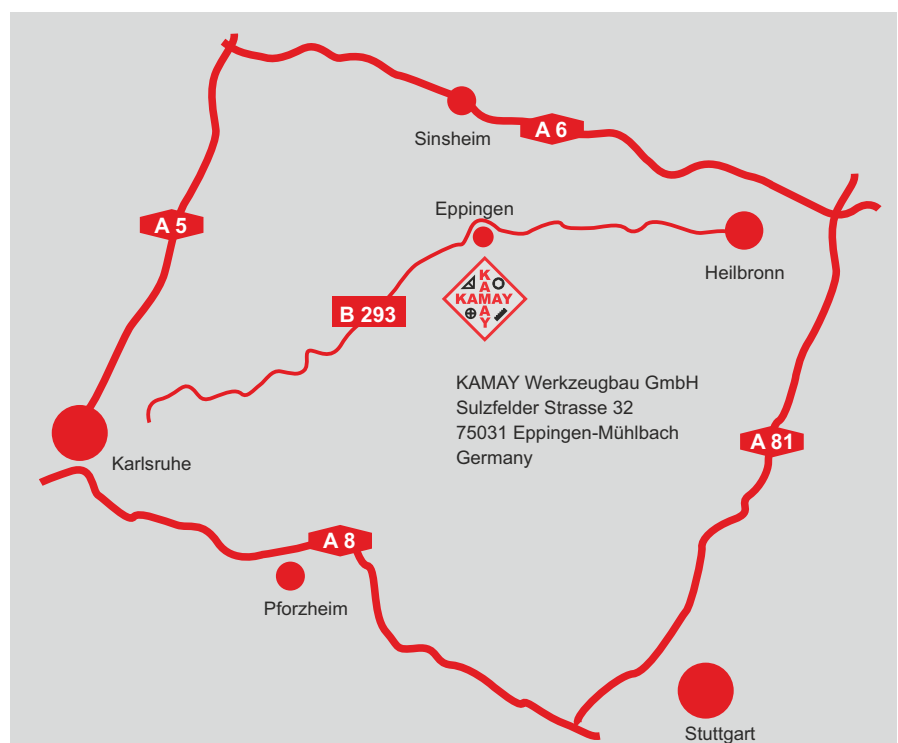 A 6
Sinsheim
Eppingen
A 5
Heilbronn
KAMAY
KAMAY
B 293
KAMAY Werkzeugbau GmbH
Sulzfelder Strasse 32
75031 Eppingen-Mühlbach
Germany
A 81
Karlsruhe
A 8
Pforzheim
Stuttgart